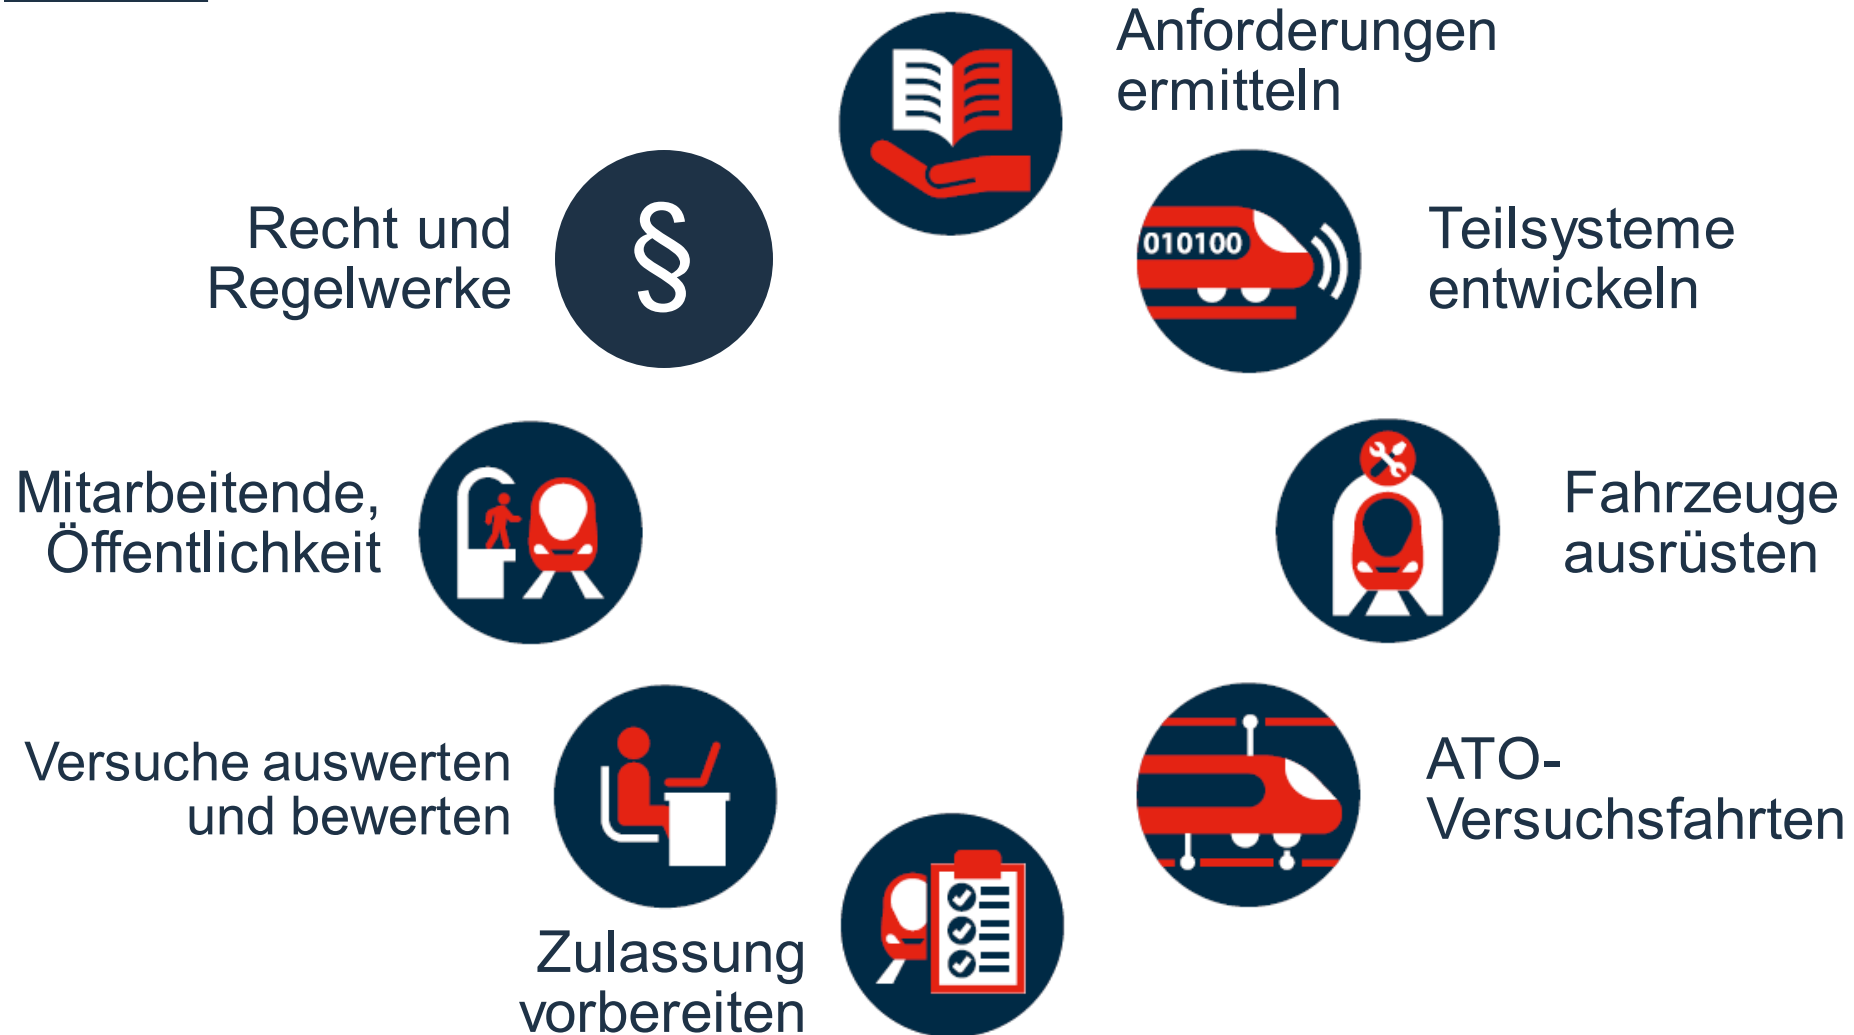 Anforderungen
ermitteln
010100
Teilsysteme
entwickeln
Fahrzeuge
ausrüsten
ATO-
Versuchsfahrten
Zulassung
vorbereiten
Versuche auswerten
und bewerten
Mitarbeitende,
Öffentlichkeit
Recht und
Regelwerke
§